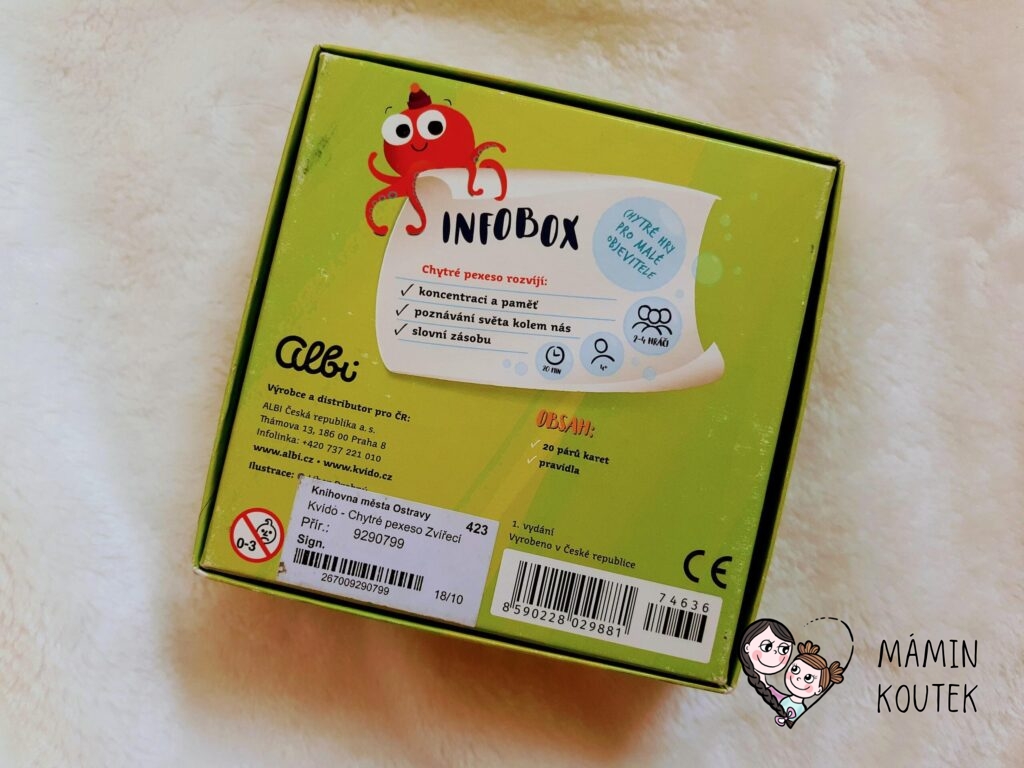 INFOBOX
CHYTRÉ HRY
PRO MALÉ
OBJEVITELE
Chytré pexeso rozvíjí:
koncentraci a paměť
poznávání světa kolem nás
slovní zásobu
20 MIN
4+
2-4 HRÁČI
albi
Výrobce a distributor pro ČR:
ALBI Česká republika a. s.
Thámova 13, 186 00 Praha 8
Infolinka: +420 737 221 010
www.albi.cz • www.kvido.cz
Ilustrace: ©
OBSAH:
20 párů karet
pravidla
0-3
Knihovna města Ostravy
Kvído - Chytré pexeso Zvířecí
423
Přír.: 9290799
Sign.
267009290799
18/10
1. vydání
Vyrobeno v České republice
CE
8 590228 029881
74636
MÁMIN
KOUTEK